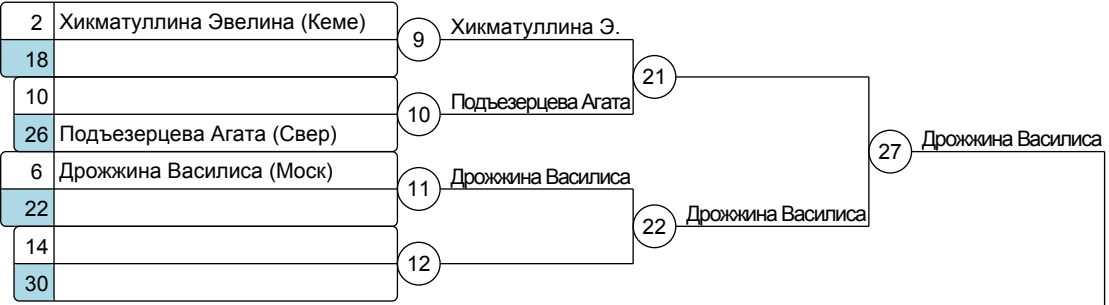 2 Хикматуллина Эвелина (Кеме)
9 Хикматуллина Э.
18
21
10
10 Подъезерцева Агата
26 Подъезерцева Агата (Свер)
27 Дрожжина Василиса
6 Дрожжина Василиса (Моск)
11 Дрожжина Василиса
22
22 Дрожжина Василиса
14
12
30